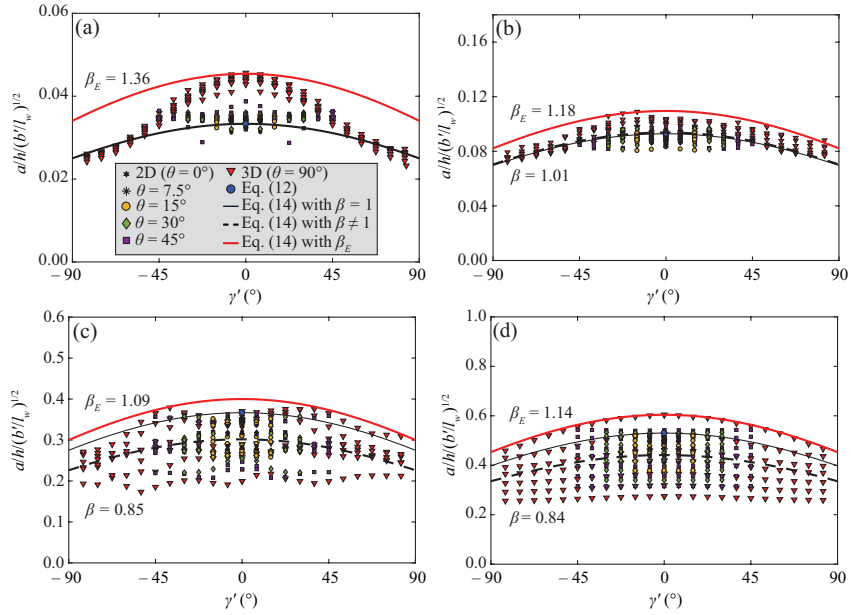 (a)
a/h/(b′/l_w)^1/2
0.06
0.04
0.02
0.00
β_E = 1.36
2D (θ = 0°)
θ = 7.5°
θ = 15°
θ = 30°
θ = 45°
3D (θ = 90°)
Eq. (12)
Eq. (14) with β = 1
Eq. (14) with β ≠ 1
Eq. (14) with β_E
−90 −45 0 45 90
γ′ (°)
(b)
a/h/(b′/l_w)^1/2
0.16
0.12
0.08
0.04
0.00
β_E = 1.18
β = 1.01
−90 −45 0 45 90
γ′ (°)
(c)
a/h/(b′/l_w)^1/2
0.6
0.5
0.4
0.3
0.2
0.1
0.0
β_E = 1.09
β = 0.85
−90 −45 0 45 90
γ′ (°)
(d)
a/h/(b′/l_w)^1/2
1.0
0.8
0.6
0.4
0.2
0.0
β_E = 1.14
β = 0.84
−90 −45 0 45 90
γ′ (°)